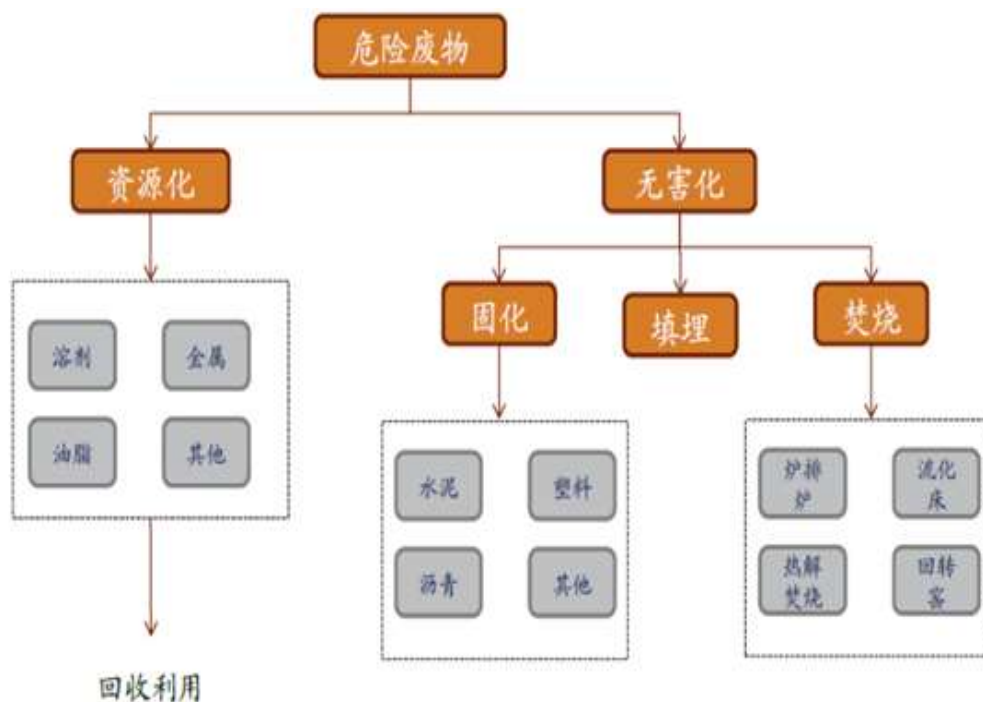 危险废物
资源化
无害化
固化
填埋
焚烧
溶剂
金属
油脂
其他
水泥
塑料
沥青
其他
炉排
炉
流化
床
热解
焚烧
回转
窑
回收利用